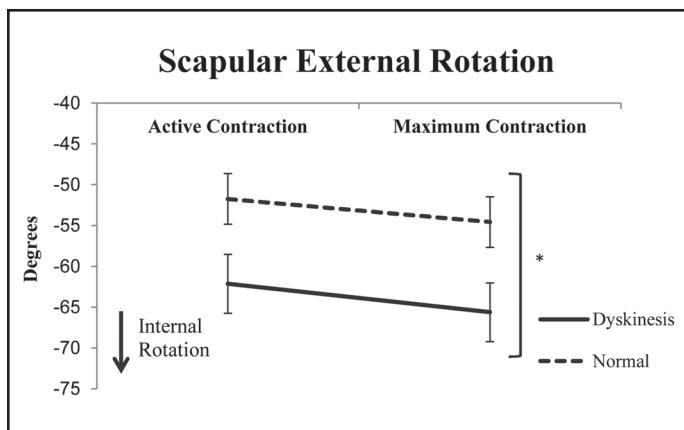 Scapular External Rotation
-40
Active Contraction Maximum Contraction
-45
-50
-55
-60
-65
-70
-75
Degrees
*
Internal
Rotation
Dyskinesis
Normal